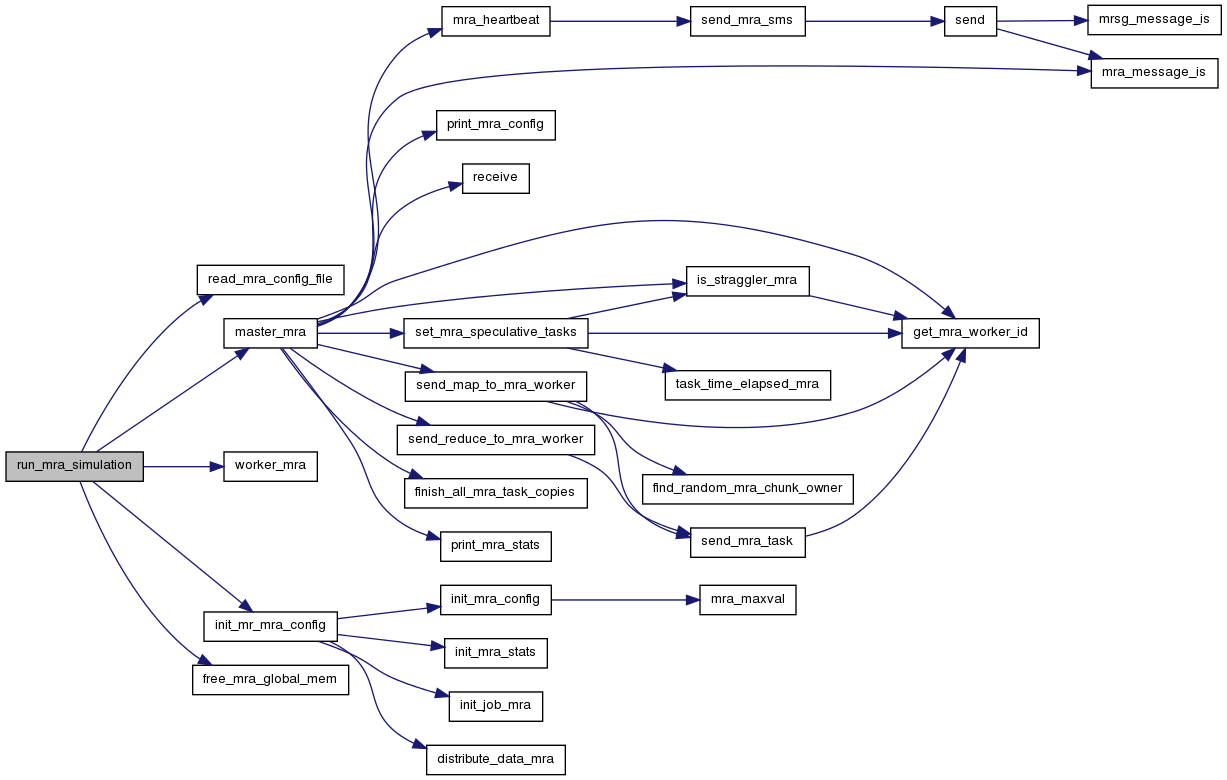 mra_heartbeat
send_mra_sms
send
mrsg_message_is
mra_message_is
print_mra_config
receive
read_mra_config_file
is_straggler_mra
master_mra
set_mra_speculative_tasks
get_mra_worker_id
send_map_to_mra_worker
task_time_elapsed_mra
send_reduce_to_mra_worker
run_mra_simulation
worker_mra
finish_all_mra_task_copies
find_random_mra_chunk_owner
print_mra_stats
send_mra_task
init_mra_config
mra_maxval
init_mr_mra_config
init_mra_stats
free_mra_global_mem
init_job_mra
distribute_data_mra